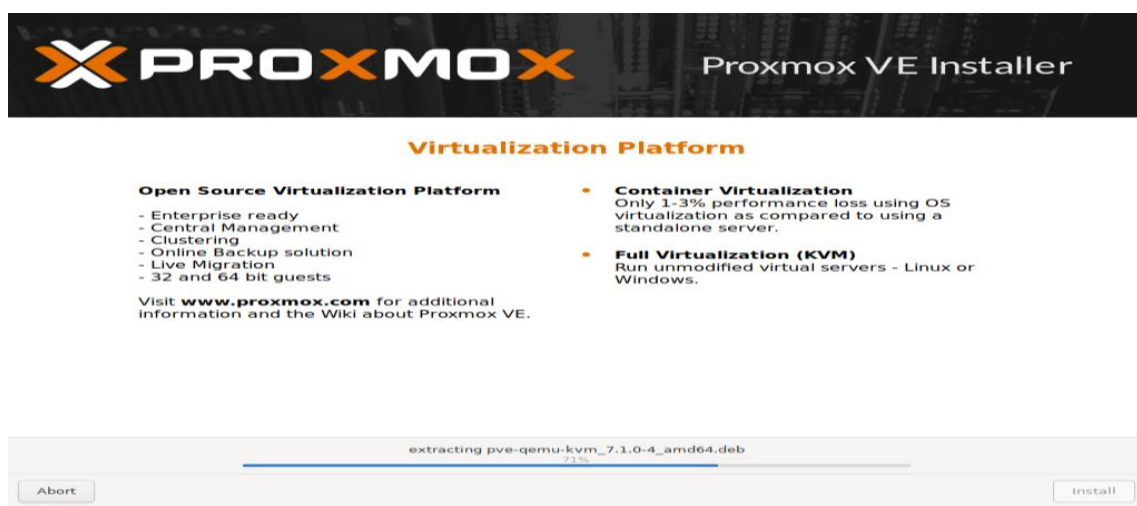 PROXMOX
Proxmox VE Installer
Virtualization Platform
Open Source Virtualization Platform
- Enterprise ready
- Central Management
- Clustering
- Online Backup solution
- Live Migration
- 32 and 64 bit guests
Visit www.proxmox.com for additional
information and the Wiki about Proxmox VE.
• Container Virtualization
Only 1-3% performance loss using OS
virtualization as compared to using a
standalone server.
• Full Virtualization (KVM)
Run unmodified virtual servers - Linux or
Windows.
extracting pve-qemu-kvm_7.1.0-4_amd64.deb
71%
Abort
Install